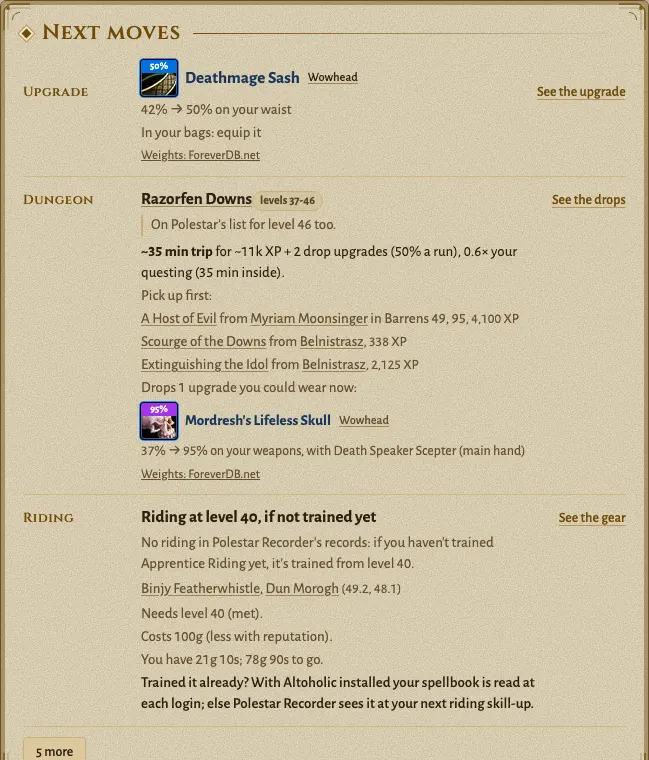 Next moves
Upgrade
50%
Deathmage Sash Wowhead
See the upgrade
42% → 50% on your waist
In your bags: equip it
Weights: ForeverDB.net
Dungeon
Razorfen Downs levels 37-46
See the drops
On Polestar's list for level 46 too.
~35 min trip for ~11k XP + 2 drop upgrades (50% a run), 0.6× your
questing (35 min inside).
Pick up first:
A Host of Evil from Myriam Moonsinger in Barrens 49, 95, 4,100 XP
Scourge of the Downs from Belnistrasz, 338 XP
Extinguishing the Idol from Belnistrasz, 2,125 XP
Drops 1 upgrade you could wear now:
95%
Mordresh's Lifeless Skull Wowhead
37% → 95% on your weapons, with Death Speaker Scepter (main hand)
Weights: ForeverDB.net
Riding
Riding at level 40, if not trained yet
See the gear
No riding in Polestar Recorder's records: if you haven't trained
Apprentice Riding yet, it's trained from level 40.
Binjy Featherwhistle, Dun Morogh (49.2, 48.1)
Needs level 40 (met).
Costs 100g (less with reputation).
You have 21g 10s; 78g 90s to go.
Trained it already? With Altoholic installed your spellbook is read at
each login; else Polestar Recorder sees it at your next riding skill-up.
5 more